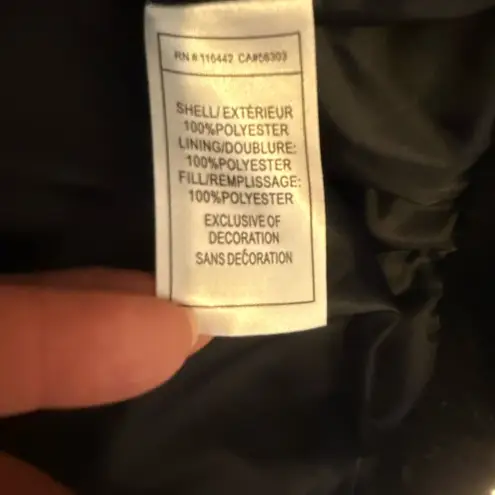 RN # 116442 CA#56303
SHELL/EXTÉRIEUR
100%POLYESTER
LINING/DOUBLURE:
100%POLYESTER
FILL/REMPLISSAGE:
100%POLYESTER
EXCLUSIVE OF
DECORATION
SANS DECORATION